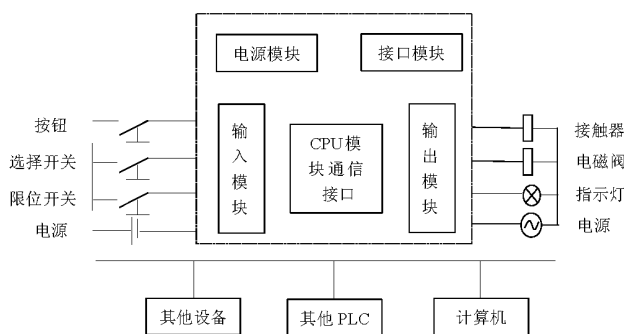 电源模块
接口模块
按钮
选择开关
限位开关
电源
输入模块
CPU模
块通信
接口
输出模块
接触器
电磁阀
指示灯
电源
其他设备
其他 PLC
计算机